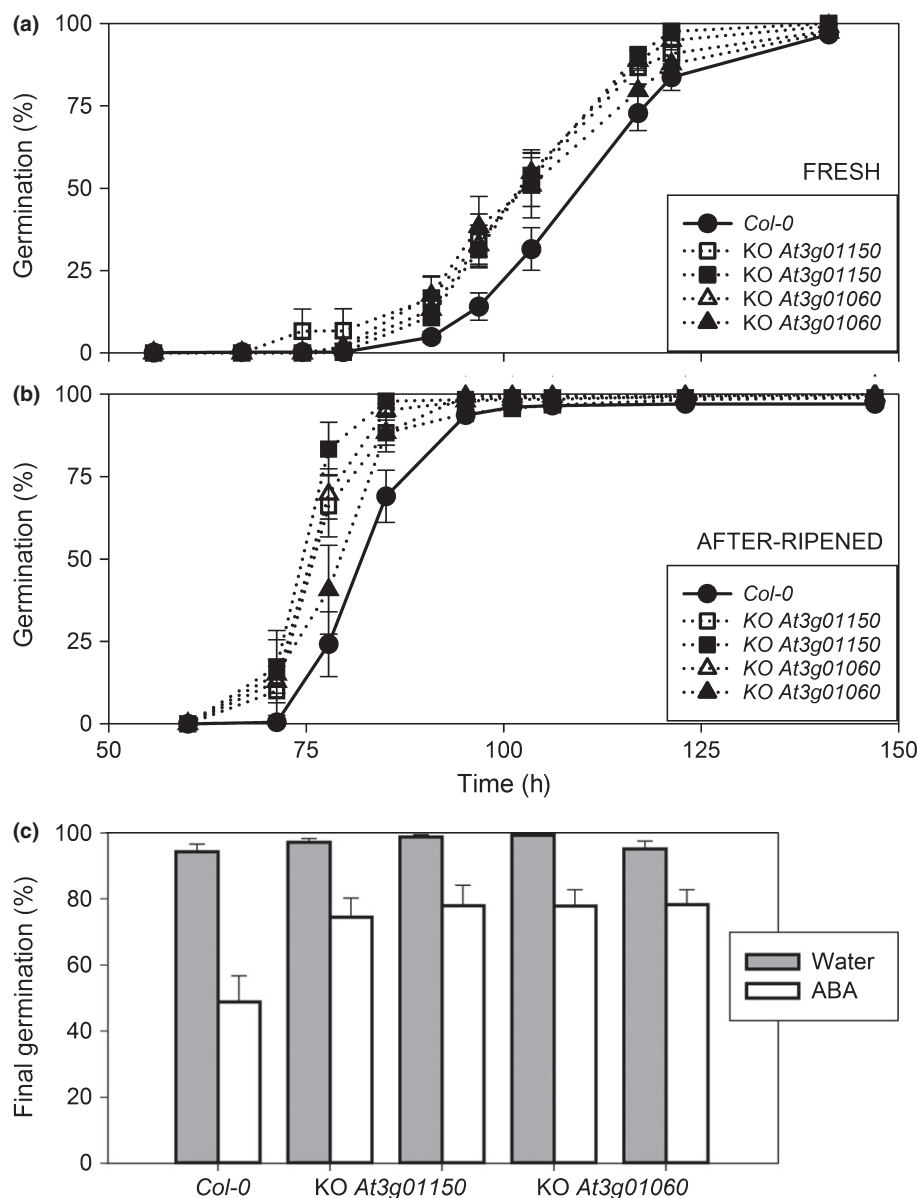 (a)
100
75
50
25
0
Germination (%)
FRESH
Col-0
KO At3g01150
KO At3g01150
KO At3g01060
KO At3g01060
(b)
100
75
50
25
0
Germination (%)
AFTER-RIPENED
Col-0
KO At3g01150
KO At3g01150
KO At3g01060
KO At3g01060
50 75 100 125 150
Time (h)
(c)
100
80
60
40
20
0
Final germination (%)
Water
ABA
Col-0 KO At3g01150 KO At3g01060